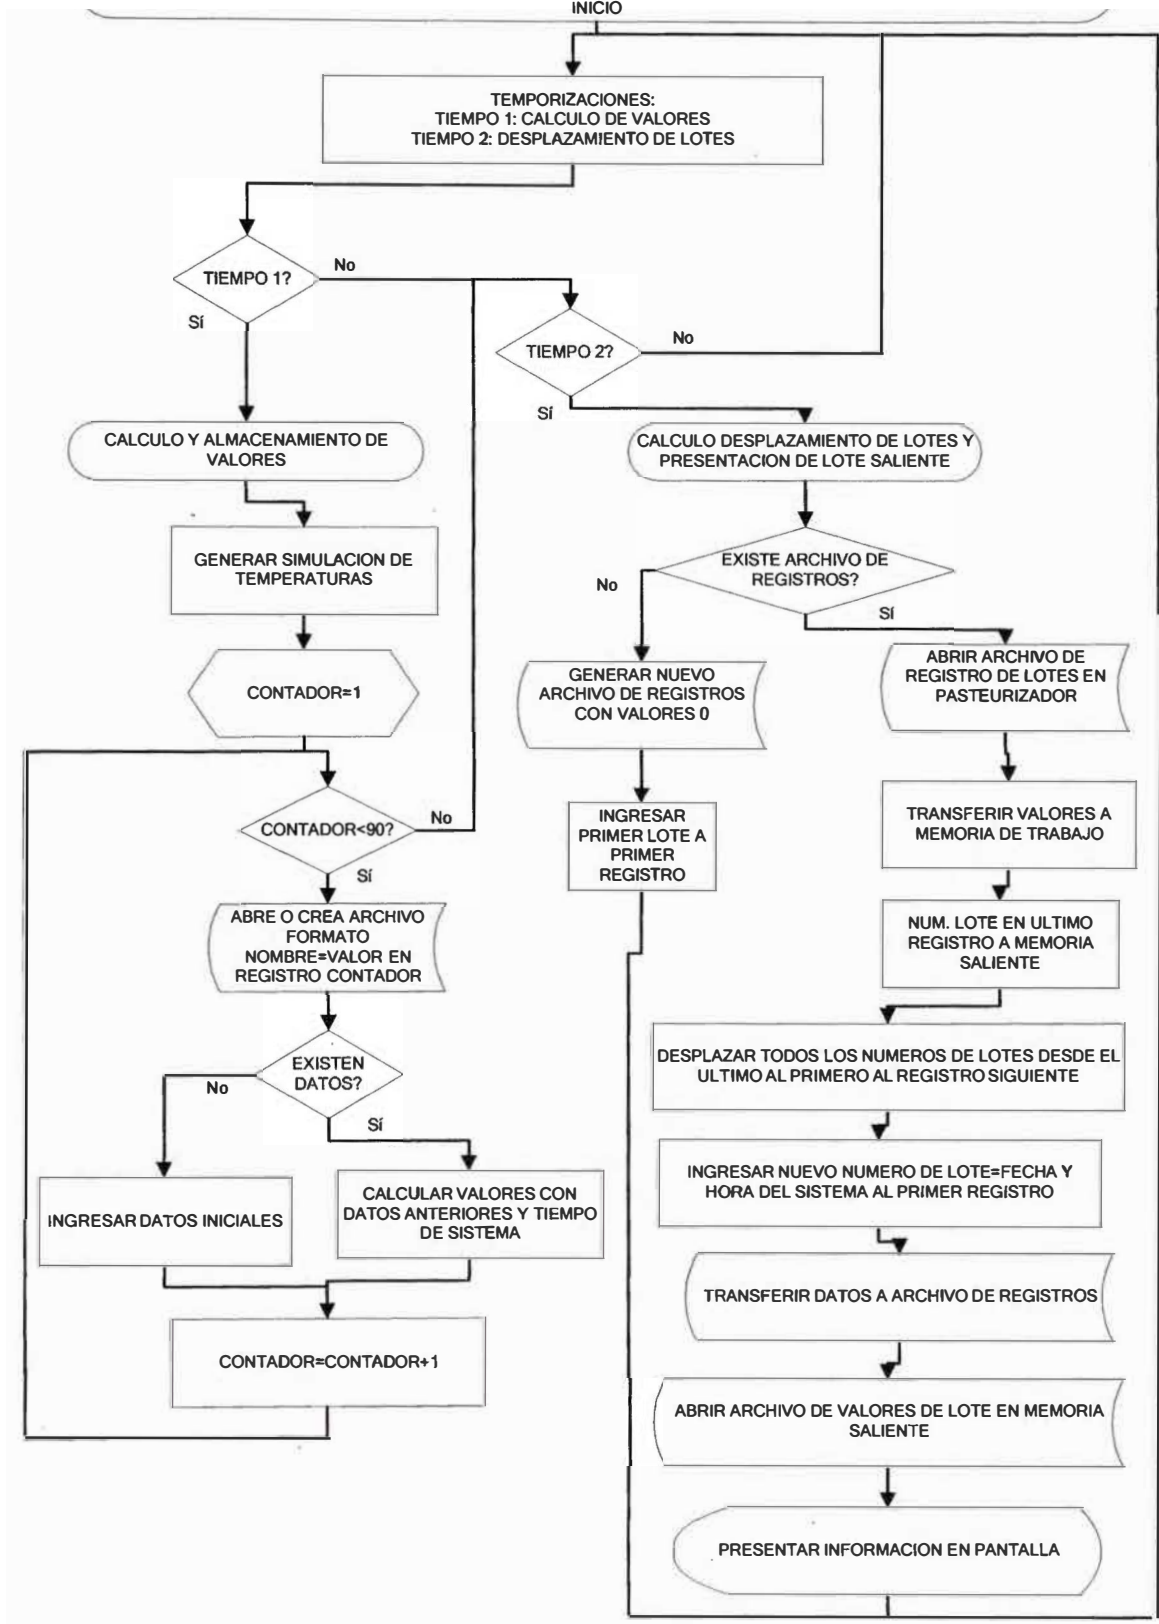 INICIO
TEMPORIZACIONES:
TIEMPO 1: CALCULO DE VALORES
TIEMPO 2: DESPLAZAMIENTO DE LOTES
TIEMPO 1?
No
Sí
TIEMPO 2?
No
Sí
CALCULO Y ALMACENAMIENTO DE
VALORES
GENERAR SIMULACION DE
TEMPERATURAS
CONTADOR=1
CONTADOR<90?
No
Sí
ABRE O CREA ARCHIVO
FORMATO
NOMBRE=VALOR EN
REGISTRO CONTADOR
EXISTEN
DATOS?
No
Sí
INGRESAR DATOS INICIALES
CALCULAR VALORES CON
DATOS ANTERIORES Y TIEMPO
DE SISTEMA
CONTADOR=CONTADOR+1
CALCULO DESPLAZAMIENTO DE LOTES Y
PRESENTACION DE LOTE SALIENTE
EXISTE ARCHIVO DE
REGISTROS?
No
Sí
GENERAR NUEVO
ARCHIVO DE REGISTROS
CON VALORES 0
INGRESAR
PRIMER LOTE A
PRIMER
REGISTRO
ABRIR ARCHIVO DE
REGISTRO DE LOTES EN
PASTEURIZADOR
TRANSFERIR VALORES A
MEMORIA DE TRABAJO
NUM. LOTE EN ULTIMO
REGISTRO A MEMORIA
SALIENTE
DESPLAZAR TODOS LOS NUMEROS DE LOTES DESDE EL
ULTIMO AL PRIMERO AL REGISTRO SIGUIENTE
INGRESAR NUEVO NUMERO DE LOTE=FECHA Y
HORA DEL SISTEMA AL PRIMER REGISTRO
TRANSFERIR DATOS A ARCHIVO DE REGISTROS
ABRIR ARCHIVO DE VALORES DE LOTE EN MEMORIA
SALIENTE
PRESENTAR INFORMACION EN PANTALLA